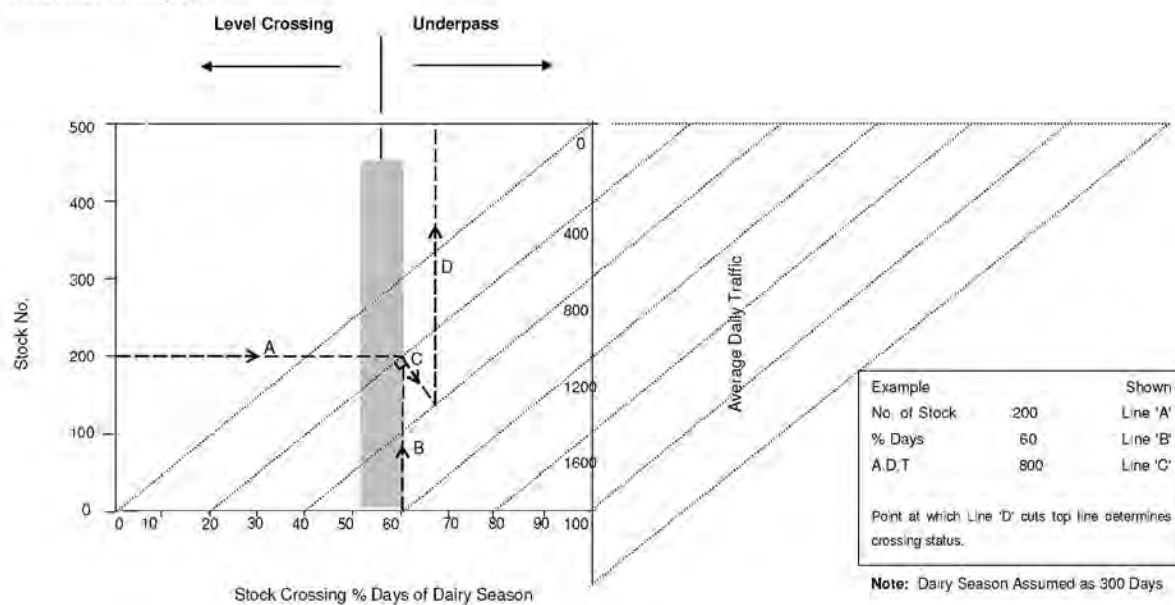 Level Crossing
Underpass
500
400
300
200
100
0
Stock No.
A
B
C
D
0
400
800
1200
1600
Average Daily Traffic
0 10 20 30 40 50 60 70 80 90 100
Stock Crossing % Days of Dairy Season
Example Shown
No. of Stock 200 Line 'A'
% Days 60 Line 'B'
A.D.T 800 Line 'C'
Point at which Line 'D' cuts top line determines
crossing status.
Note: Dairy Season Assumed as 300 Days